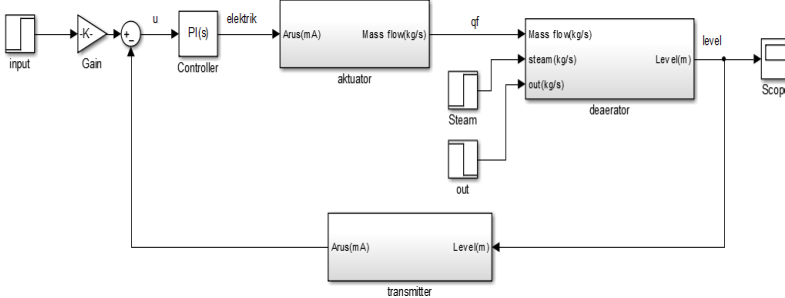 u
elektrik
qf
level
-K-
+
-
PI(s)
Arus(mA)
Mass flow(kg/s)
Mass flow(kg/s)
steam(kg/s)
out(kg/s)
Level(m)
input
Gain
Controller
aktuator
Steam
deaerator
Scope
out
Arus(mA)
Level(m)
transmitter